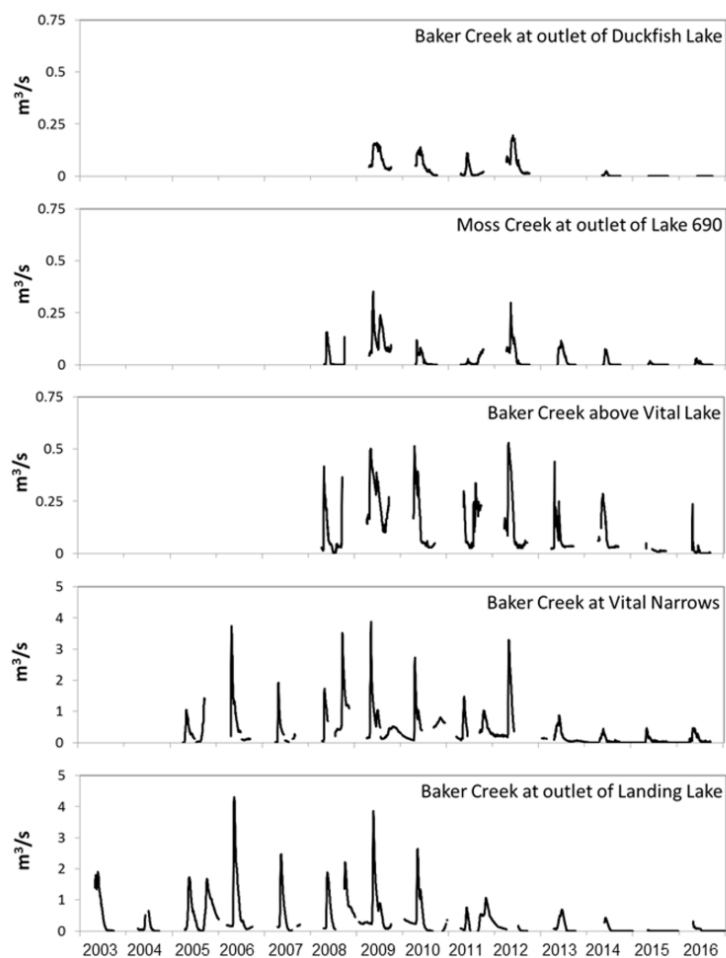 Baker Creek at outlet of Duckfish Lake
0.75
0.5
0.25
0
m³/s
Moss Creek at outlet of Lake 690
0.75
0.5
0.25
0
m³/s
Baker Creek above Vital Lake
0.75
0.5
0.25
0
m³/s
Baker Creek at Vital Narrows
5
4
3
2
1
0
m³/s
Baker Creek at outlet of Landing Lake
5
4
3
2
1
0
m³/s
2003 2004 2005 2006 2007 2008 2009 2010 2011 2012 2013 2014 2015 2016